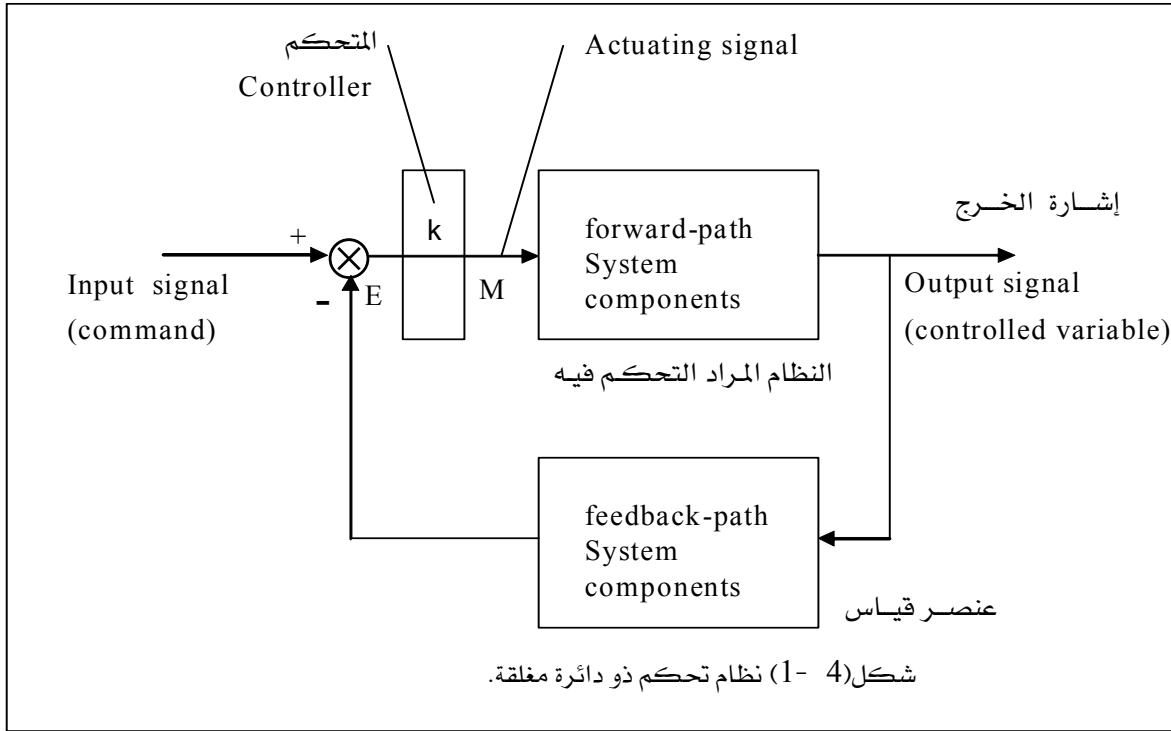 المتحكم
Controller
Actuating signal
k
forward-path
System
components
إشارة الخرج
+
Input signal
(command)
-
E
M
Output signal
(controlled variable)
النظام المراد التحكم فيه
feedback-path
System
components
عنصر قياس
شكل(4 -1) نظام تحكم ذو دائرة مغلقة.